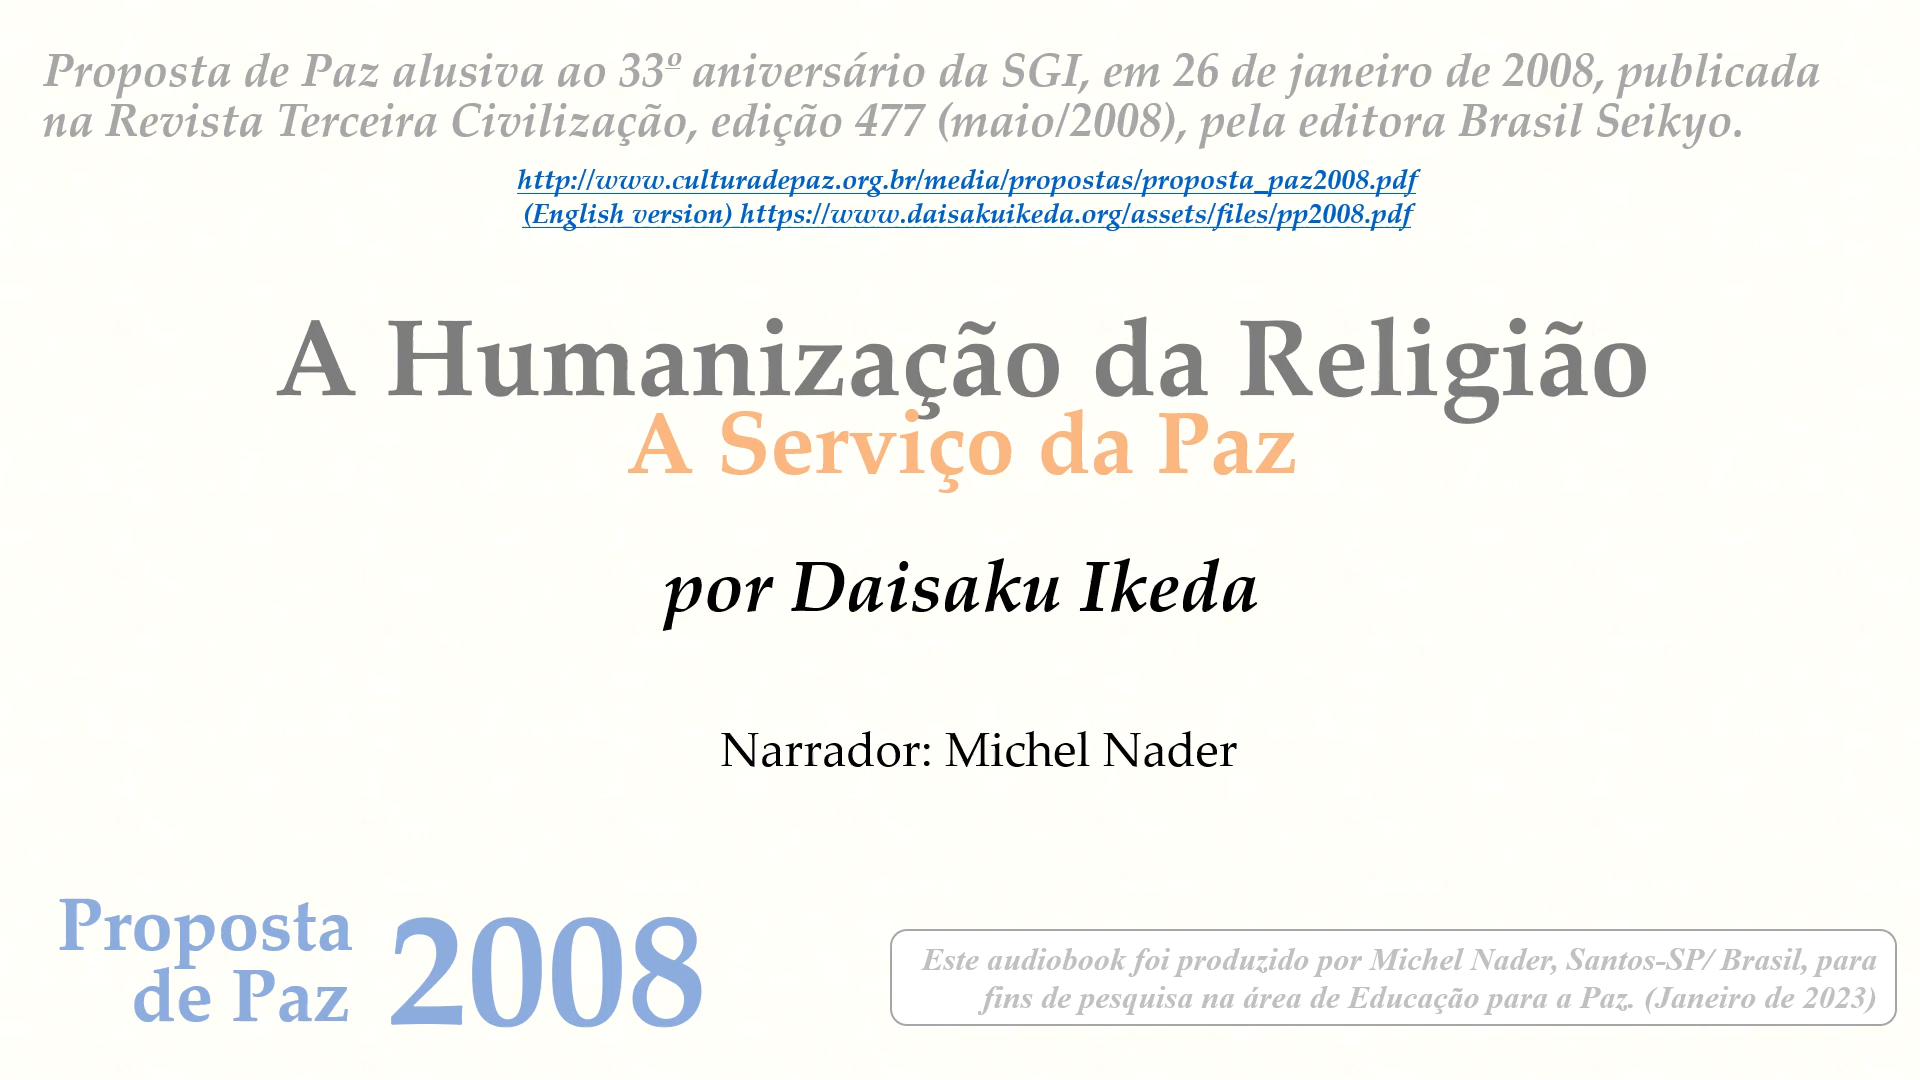 Proposta de Paz alusiva ao 33º aniversário da SGI, em 26 de janeiro de 2008, publicada
na Revista Terceira Civilização, edição 477 (maio/2008), pela editora Brasil Seikyo.
http://www.culturadepaz.org.br/media/propostas/proposta_paz2008.pdf
(English version) https://www.daisakuikeda.org/assets/files/pp2008.pdf
A Humanização da Religião
A Serviço da Paz
por Daisaku Ikeda
Narrador: Michel Nader
Proposta
de Paz
2008
Este audiobook foi produzido por Michel Nader, Santos-SP/ Brasil, para
fins de pesquisa na área de Educação para a Paz. (Janeiro de 2023)